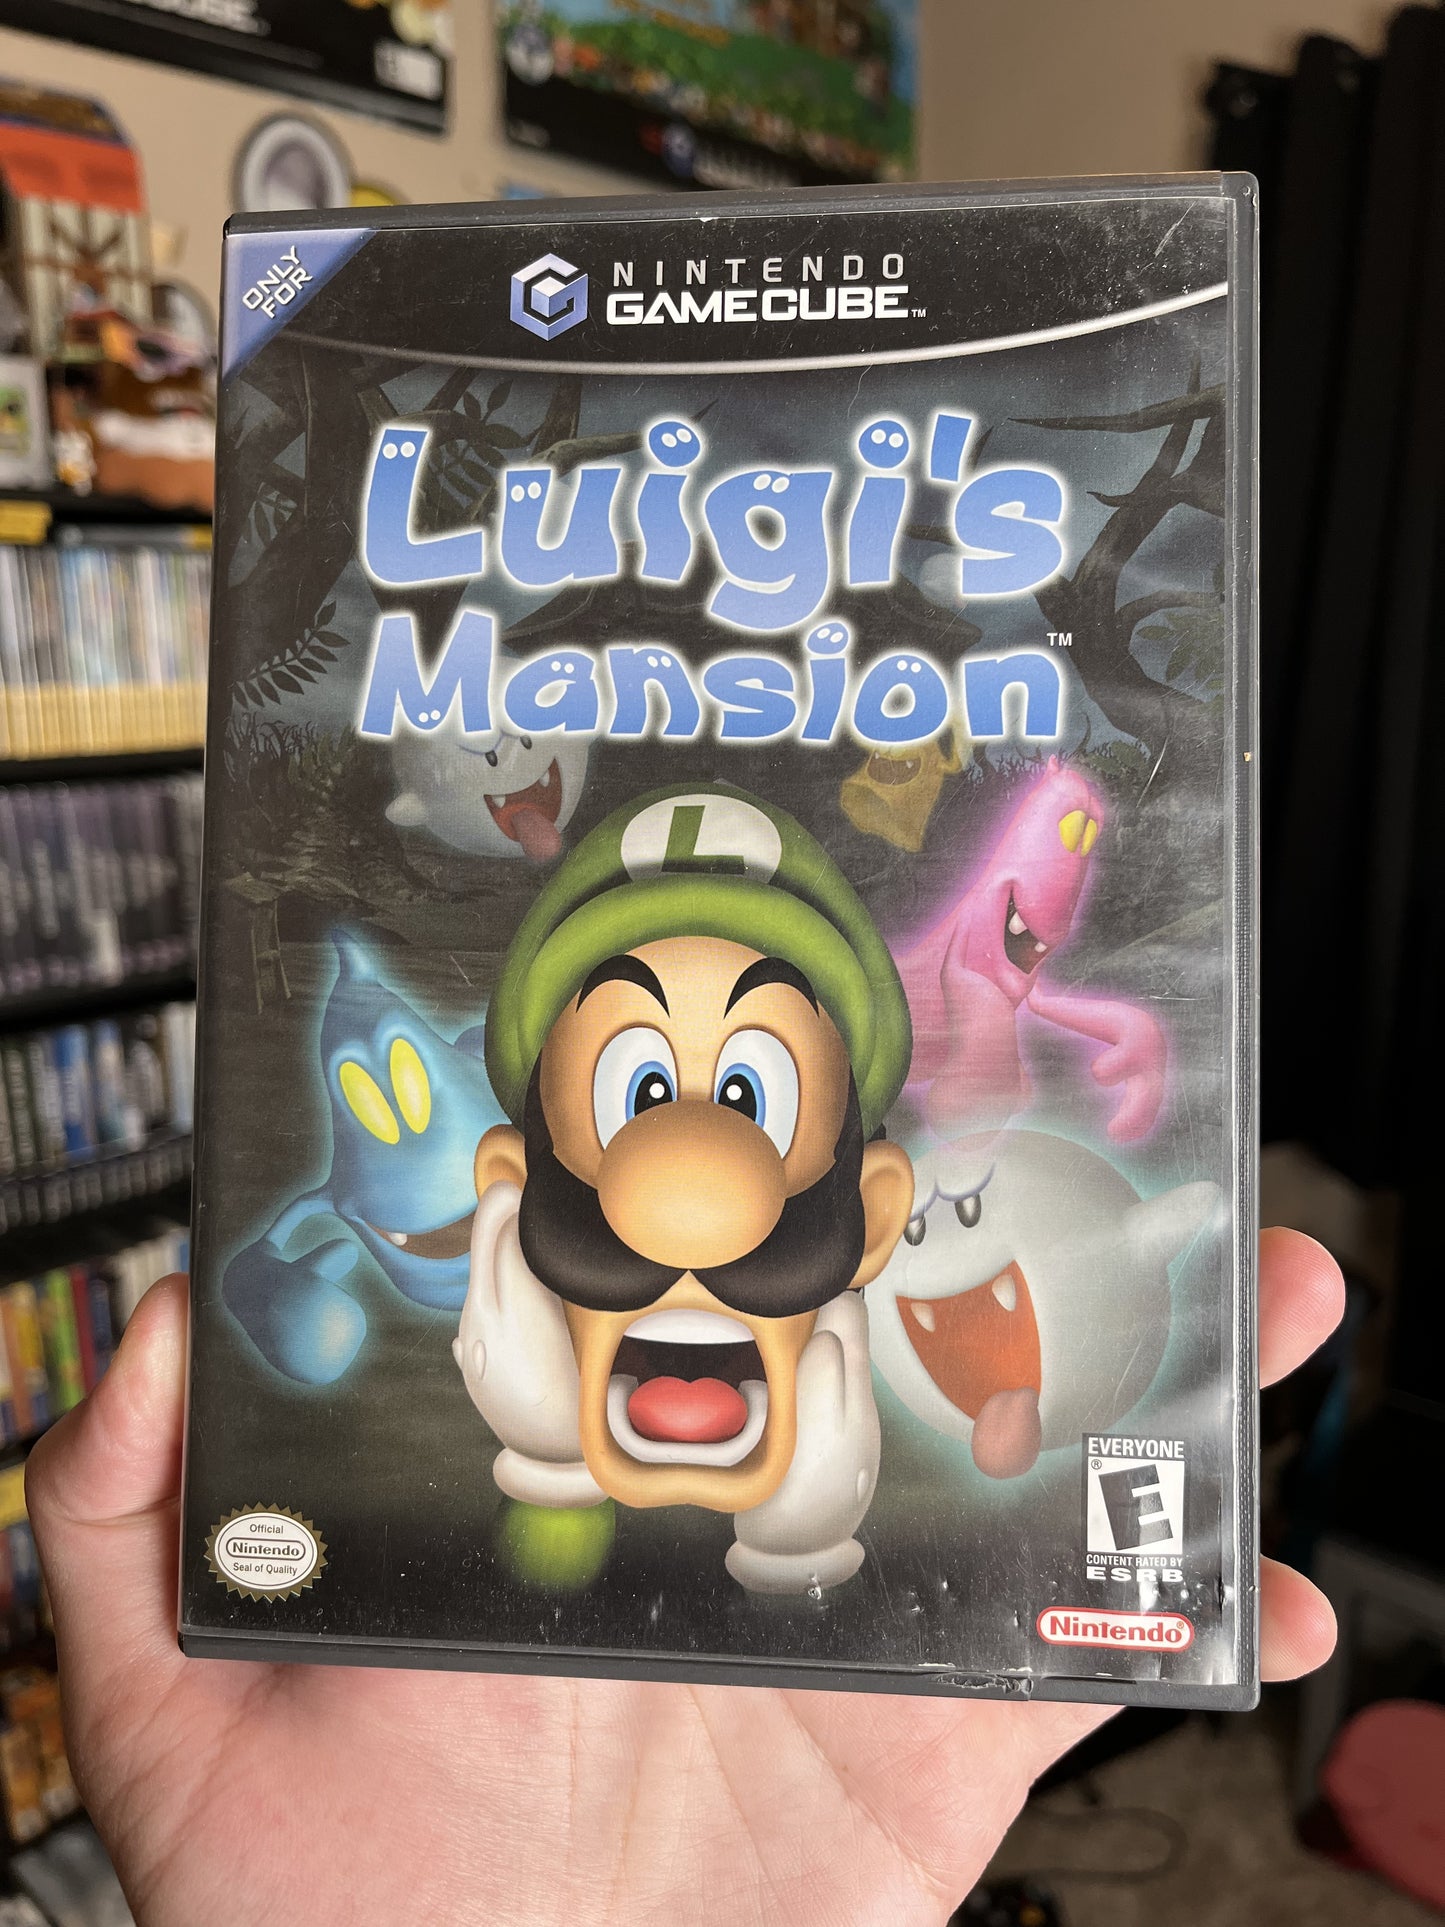 ONLY
FOR
NINTENDO
GAMECUBE™
Luigi's
Mansion™
L
EVERYONE
E®
CONTENT RATED BY
ESRB
Official
Nintendo
Seal of Quality
Nintendo®